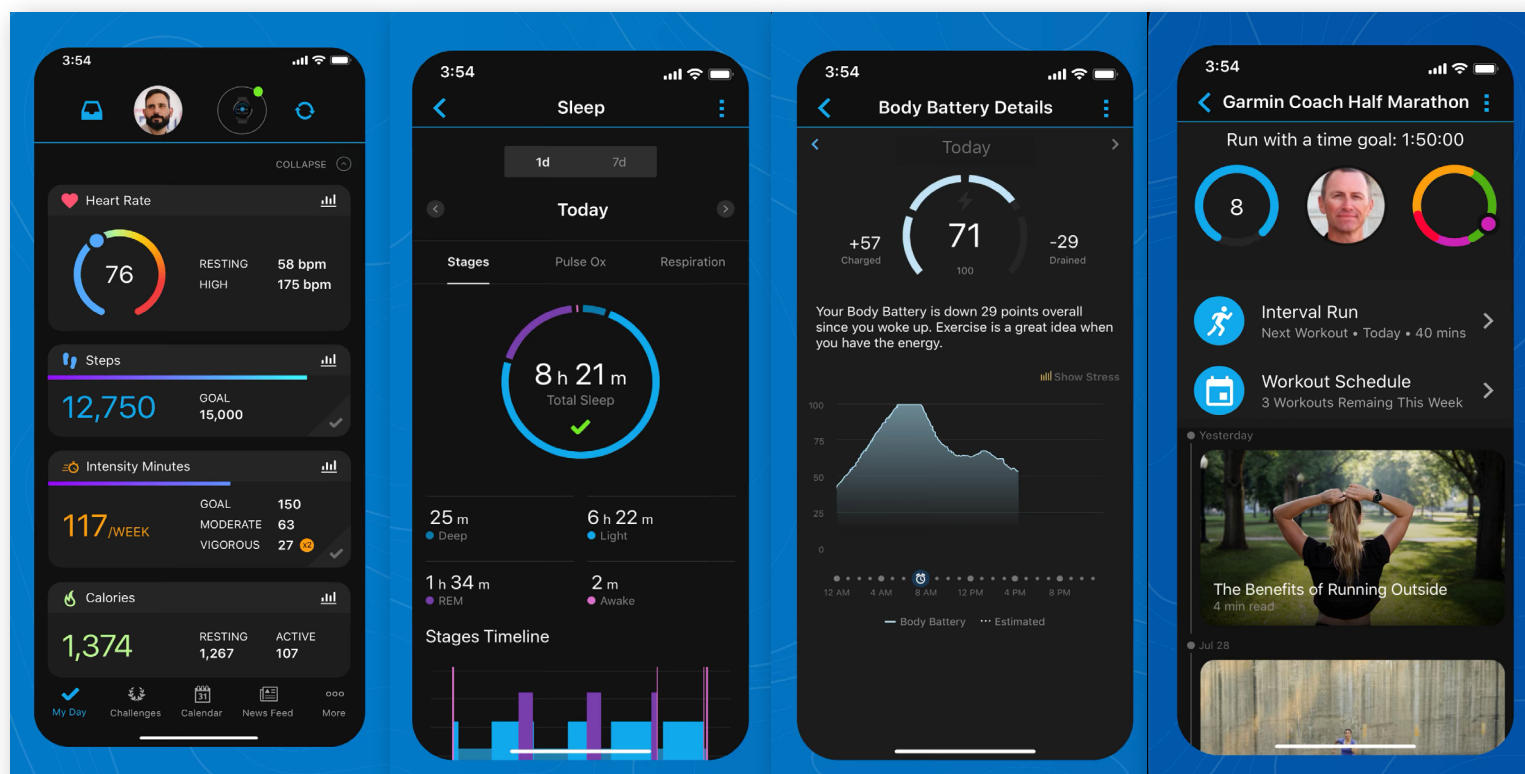 3:54
COLLAPSE
Heart Rate
76
RESTING 58 bpm
HIGH 175 bpm
Steps
12,750
GOAL
15,000
Intensity Minutes
117/WEEK
GOAL 150
MODERATE 63
VIGOROUS 27 x2
Calories
1,374
RESTING ACTIVE
1,267 107
31
My Day Challenges Calendar News Feed More
3:54
Sleep
1d 7d
Today
Stages Pulse Ox Respiration
8 h 21 m
Total Sleep
25 m 6 h 22 m
Deep Light
1 h 34 m 2 m
REM Awake
Stages Timeline
3:54
Body Battery Details
Today
+57
Charged
71
100
-29
Drained
Your Body Battery is down 29 points overall
since you woke up. Exercise is a great idea when
you have the energy.
Show Stress
100
75
50
25
0
12 AM 4 AM 8 AM 12 PM 4 PM 8 PM
Body Battery Estimated
3:54
Garmin Coach Half Marathon
Run with a time goal: 1:50:00
8
Interval Run
Next Workout • Today • 40 mins
Workout Schedule
3 Workouts Remaing This Week
Yesterday
The Benefits of Running Outside
4 min read
Jul 28